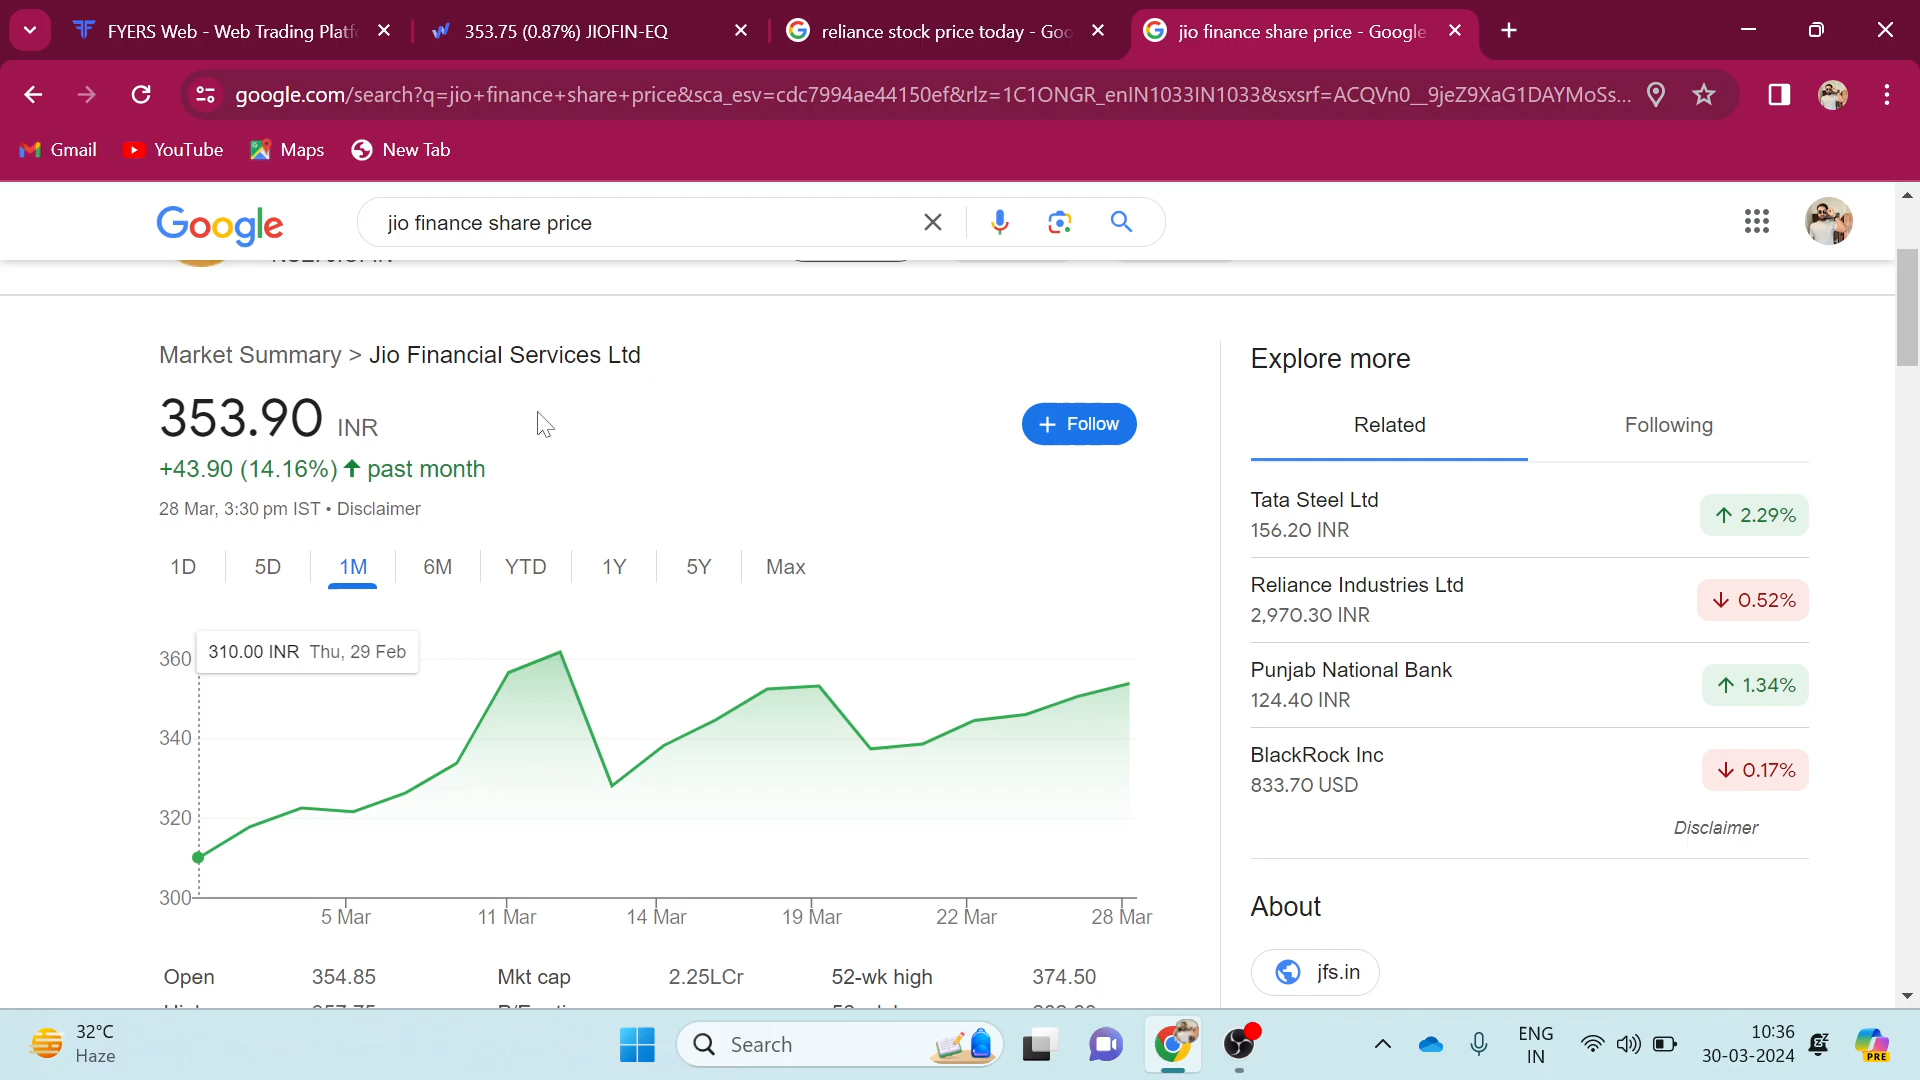 FYERS Web - Web Trading Platf
353.75 (0.87%) JIOFIN-EQ
reliance stock price today - Goo
jio finance share price - Google
google.com/search?q=jio+finance+share+price&sca_esv=cdc7994ae44150ef&rlz=1C1ONGR_enIN1033IN1033&sxsrf=ACQVn0__9jeZ9XaG1DAYMoSs...
Gmail
YouTube
Maps
New Tab
Google
jio finance share price
Market Summary > Jio Financial Services Ltd
353.90 INR
+ Follow
+43.90 (14.16%) ↑ past month
28 Mar, 3:30 pm IST • Disclaimer
1D 5D 1M 6M YTD 1Y 5Y Max
310.00 INR Thu, 29 Feb
360
340
320
300
5 Mar 11 Mar 14 Mar 19 Mar 22 Mar 28 Mar
Open 354.85 Mkt cap 2.25LCr 52-wk high 374.50
Explore more
Related Following
Tata Steel Ltd
156.20 INR
↑ 2.29%
Reliance Industries Ltd
2,970.30 INR
↓ 0.52%
Punjab National Bank
124.40 INR
↑ 1.34%
BlackRock Inc
833.70 USD
↓ 0.17%
Disclaimer
About
jfs.in
32°C
Haze
Search
ENG
IN
10:36
30-03-2024
PRE